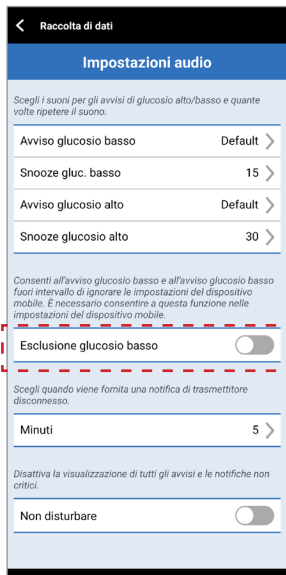 Raccolta di dati
Impostazioni audio
Scegli i suoni per gli avvisi di glucosio alto/basso e quante
volte ripetere il suono.
Avviso glucosio basso Default
Snooze gluc. basso 15
Avviso glucosio alto Default
Snooze glucosio alto 30
Consenti all'avviso glucosio basso e all'avviso glucosio basso
fuori intervallo di ignorare le impostazioni del dispositivo
mobile. È necessario consentire a questa funzione nelle
impostazioni del dispositivo mobile.
Esclusione glucosio basso
Scegli quando viene fornita una notifica di trasmettitore
disconnesso.
Minuti 5
Disattiva la visualizzazione di tutti gli avvisi e le notifiche non
critici.
Non disturbare